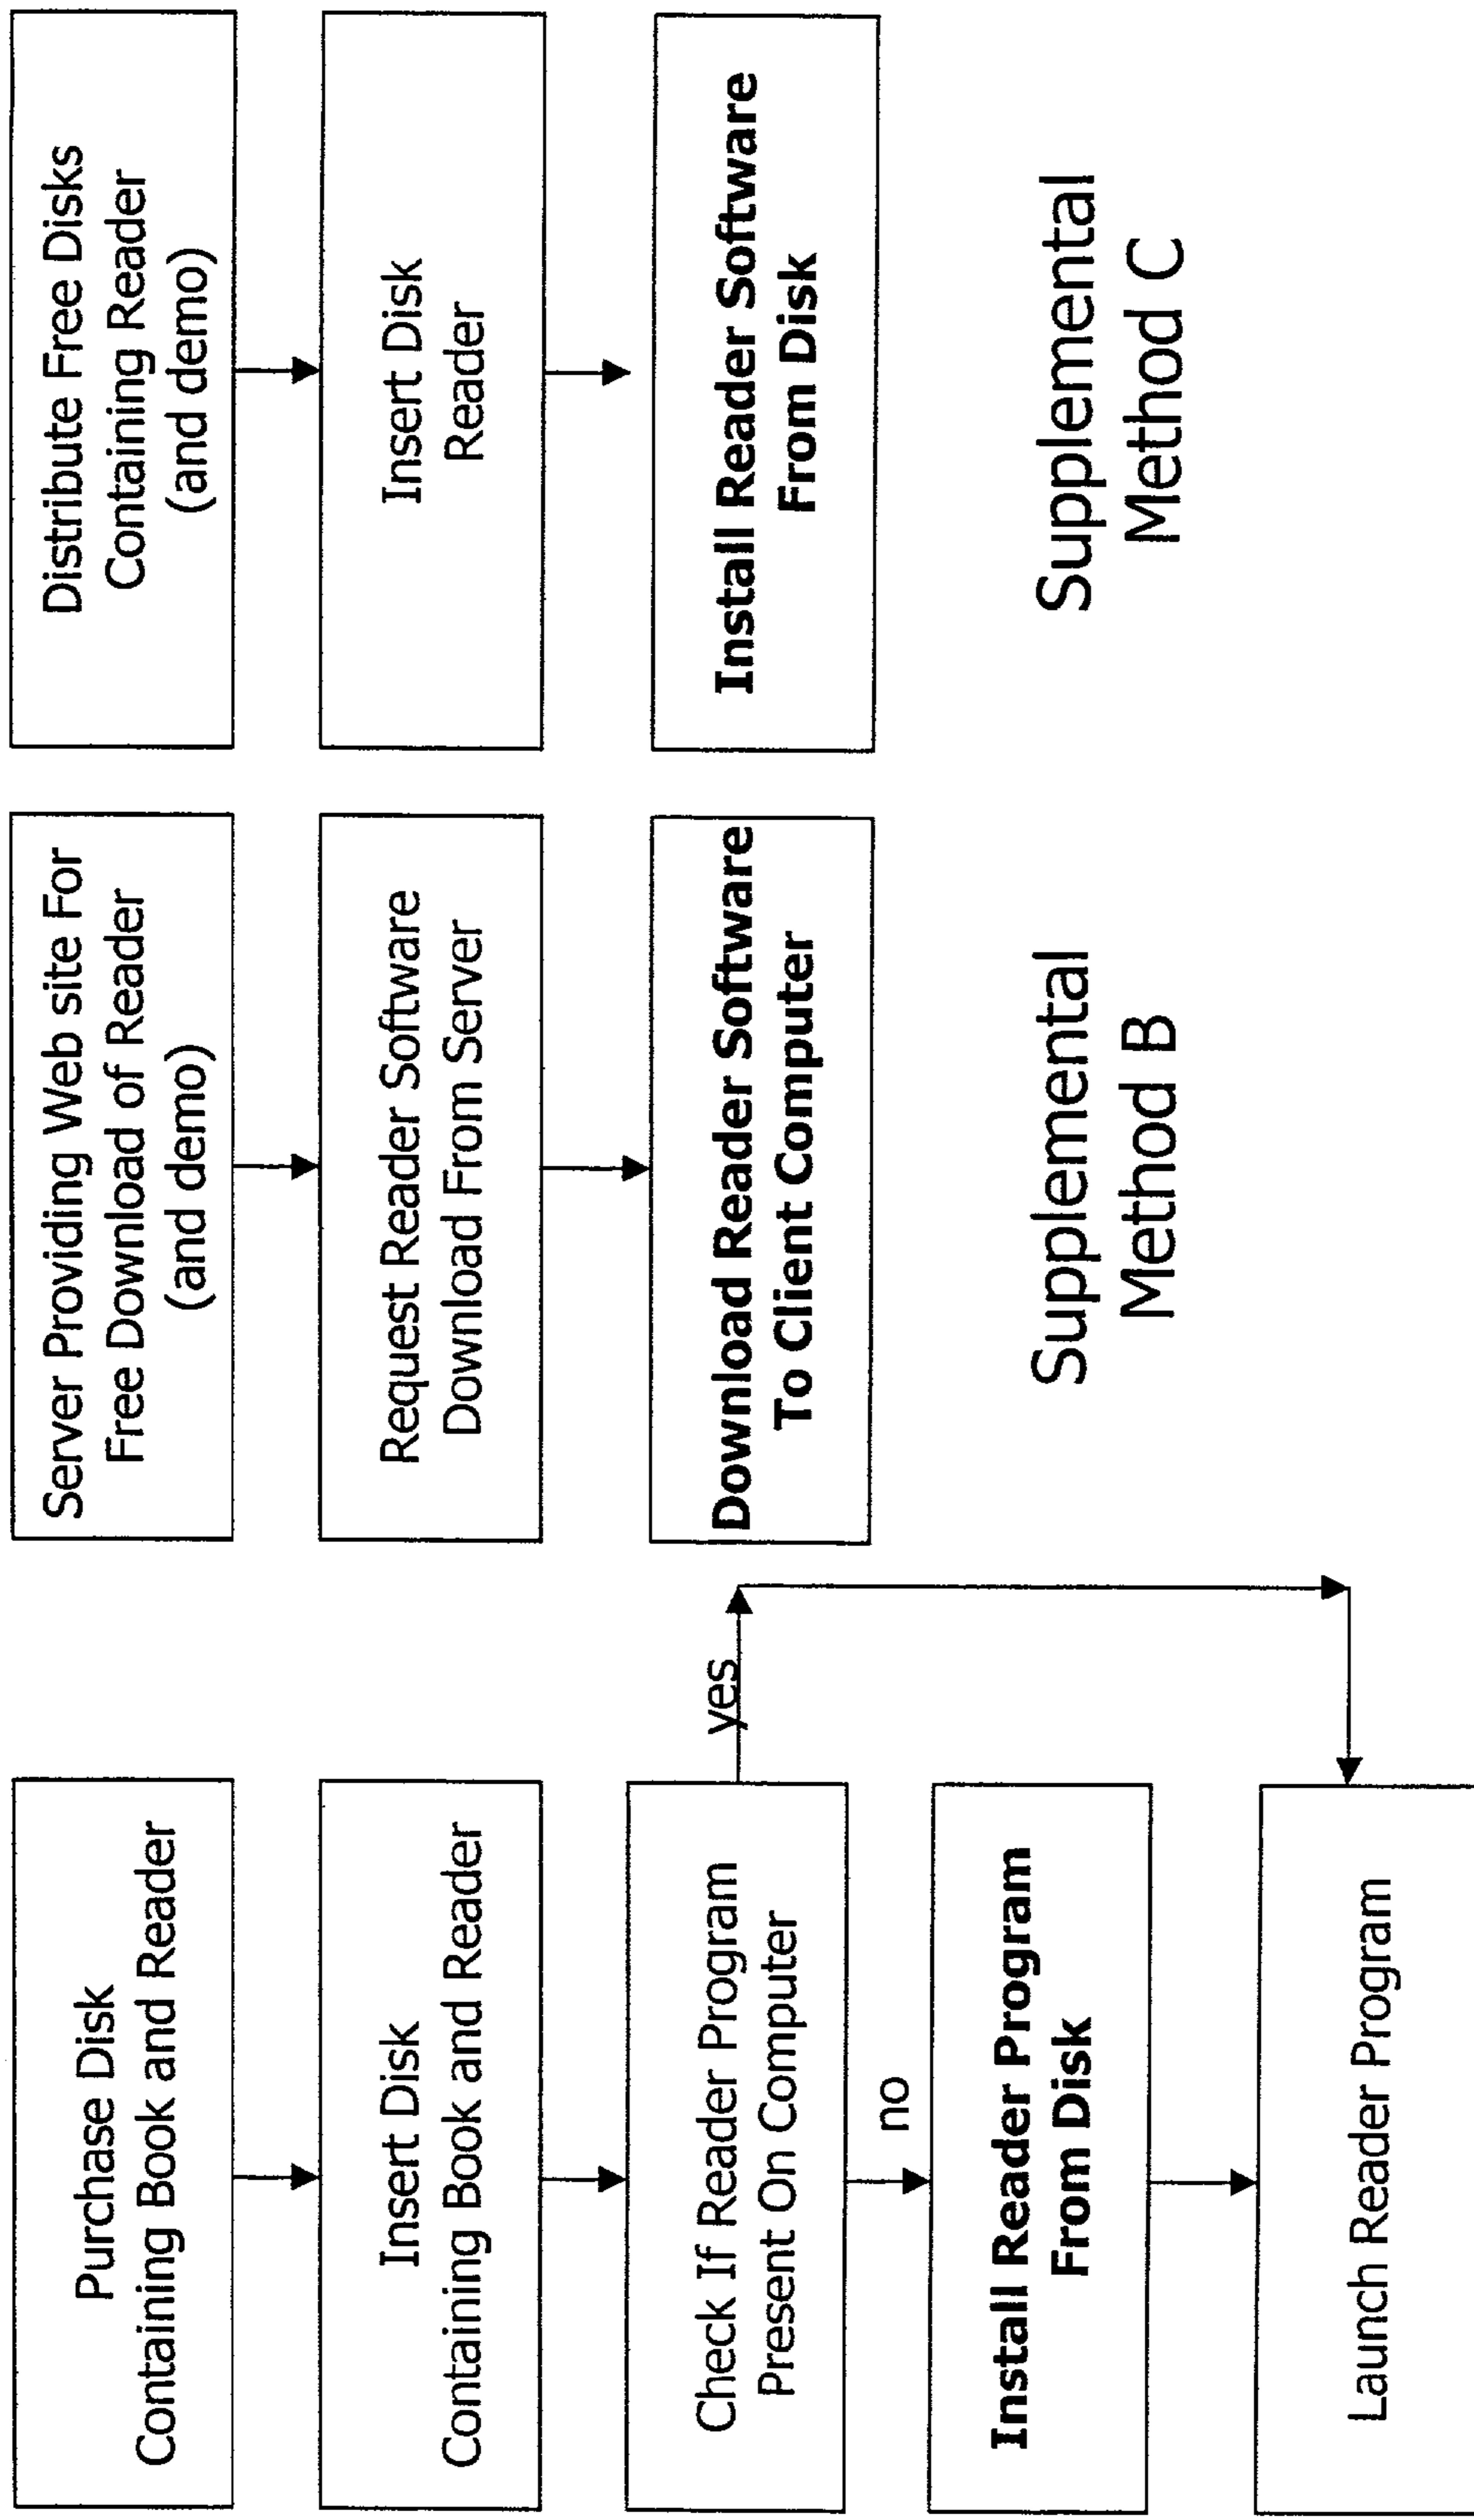 Purchase Disk
Containing Book and Reader
Insert Disk
Containing Book and Reader
Check If Reader Program
Present On Computer
yes
no
Install Reader Program
From Disk
Launch Reader Program
Server Providing Web site For
Free Download of Reader
(and demo)
Request Reader Software
Download From Server
Download Reader Software
To Client Computer
Supplemental
Method B
Distribute Free Disks
Containing Reader
(and demo)
Insert Disk
Reader
Install Reader Software
From Disk
Supplemental
Method C